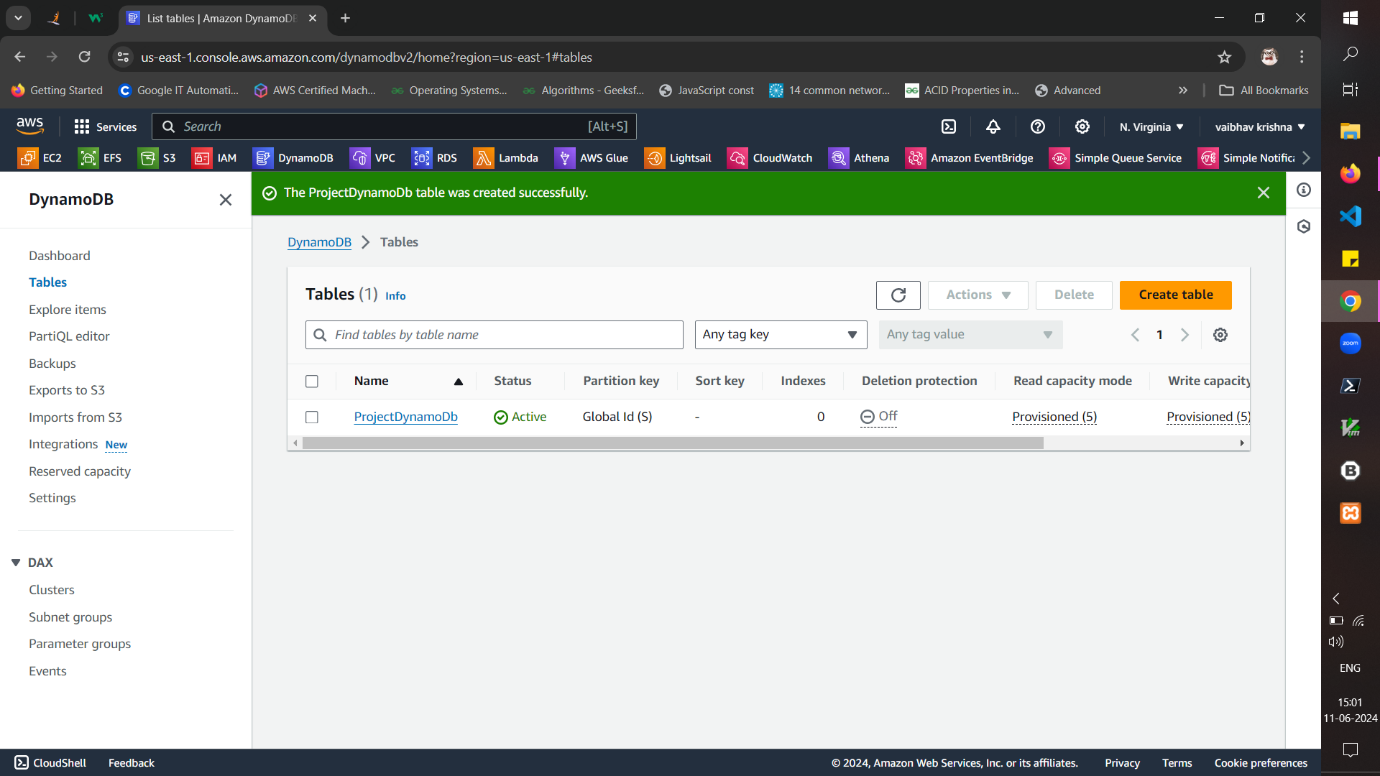 List tables | Amazon DynamoDB
us-east-1.console.aws.amazon.com/dynamodbv2/home?region=us-east-1#tables
Getting Started
Google IT Automati...
AWS Certified Mach...
Operating Systems...
Algorithms - Geeksf...
JavaScript const
14 common networ...
ACID Properties in...
Advanced
»
All Bookmarks
aws
Services
Search
[Alt+S]
N. Virginia
vaibhav krishna
EC2
EFS
S3
IAM
DynamoDB
VPC
RDS
Lambda
AWS Glue
Lightsail
CloudWatch
Athena
Amazon EventBridge
Simple Queue Service
Simple Notifica
DynamoDB
The ProjectDynamoDb table was created successfully.
Dashboard
Tables
Explore items
PartiQL editor
Backups
Exports to S3
Imports from S3
Integrations New
Reserved capacity
Settings
DAX
Clusters
Subnet groups
Parameter groups
Events
DynamoDB > Tables
Tables (1) Info
Actions
Delete
Create table
Find tables by table name
Any tag key
Any tag value
1
Name
Status
Partition key
Sort key
Indexes
Deletion protection
Read capacity mode
Write capacity
ProjectDynamoDb
Active
Global Id (S)
-
0
Off
Provisioned (5)
Provisioned (5)
CloudShell
Feedback
© 2024, Amazon Web Services, Inc. or its affiliates.
Privacy
Terms
Cookie preferences
zoom
ENG
15:01
11-06-2024